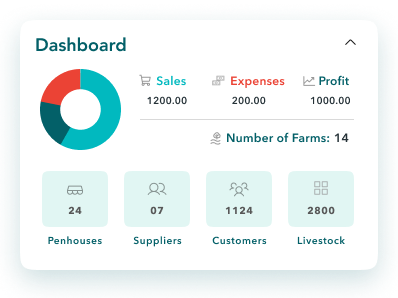 Dashboard
Sales Expenses Profit
1200.00 200.00 1000.00
Number of Farms: 14
24 07 1124 2800
Penhouses Suppliers Customers Livestock